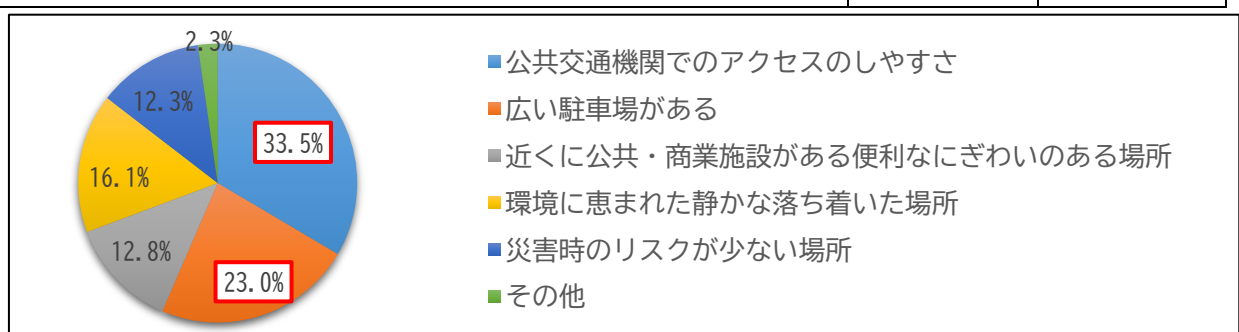 2.3%
12.3%
33.5%
16.1%
12.8%
23.0%
公共交通機関でのアクセスのしやすさ
広い駐車場がある
近くに公共・商業施設がある便利なにぎわいのある場所
環境に恵まれた静かな落ち着いた場所
災害時のリスクが少ない場所
その他